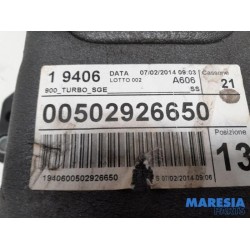 1 9406 DATA 07/02/2014 09:03 Cassone
LOTTO 002 A606 21
900_TURBO_SGE SS
00502926650
Posizione
13
1940600502926650 S 07/02/2014 09:06
MARESIA
PARTS